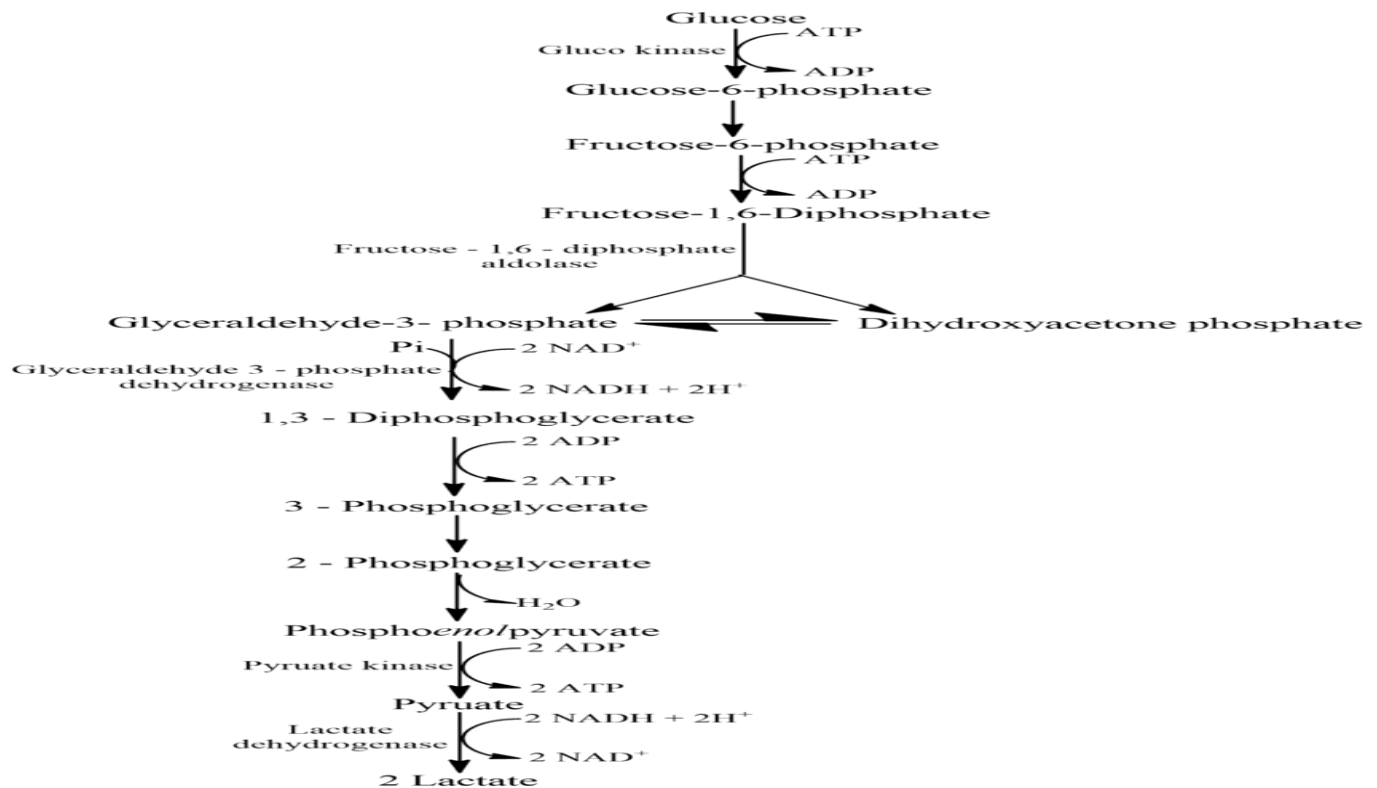 Glucose
ATP
Gluco kinase
ADP
Glucose-6-phosphate
Fructose-6-phosphate
ATP
ADP
Fructose-1,6-Diphosphate
Fructose - 1,6 - diphosphate
aldolase
Glyceraldehyde-3- phosphate
Dihydroxyacetone phosphate
Pi
2 NAD⁺
Glyceraldehyde 3 - phosphate
dehydrogenase
2 NADH + 2H⁺
1,3 - Diphosphoglycerate
2 ADP
2 ATP
3 - Phosphoglycerate
2 - Phosphoglycerate
H₂O
Phosphoenolpyruvate
2 ADP
Pyruate kinase
2 ATP
Pyruate
2 NADH + 2H⁺
Lactate
dehydrogenase
2 NAD⁺
2 Lactate